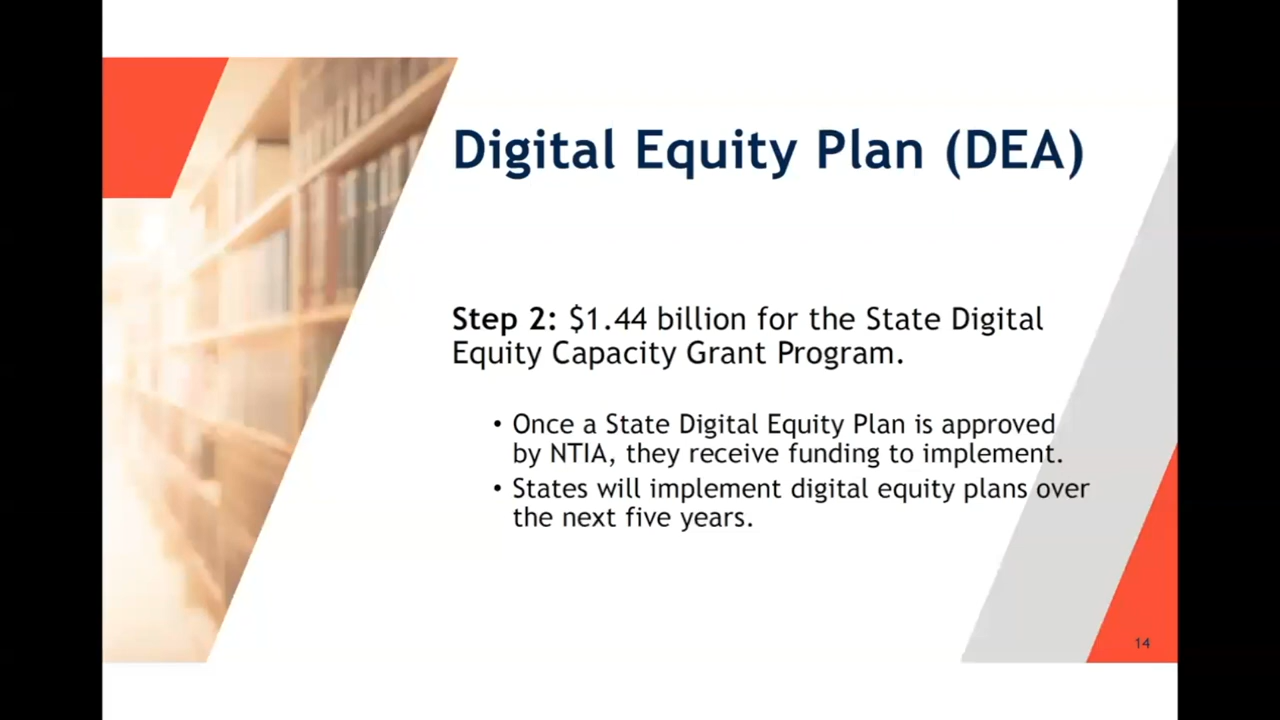 Digital Equity Plan (DEA)
Step 2: $1.44 billion for the State Digital
Equity Capacity Grant Program.
• Once a State Digital Equity Plan is approved
by NTIA, they receive funding to implement.
• States will implement digital equity plans over
the next five years.
14